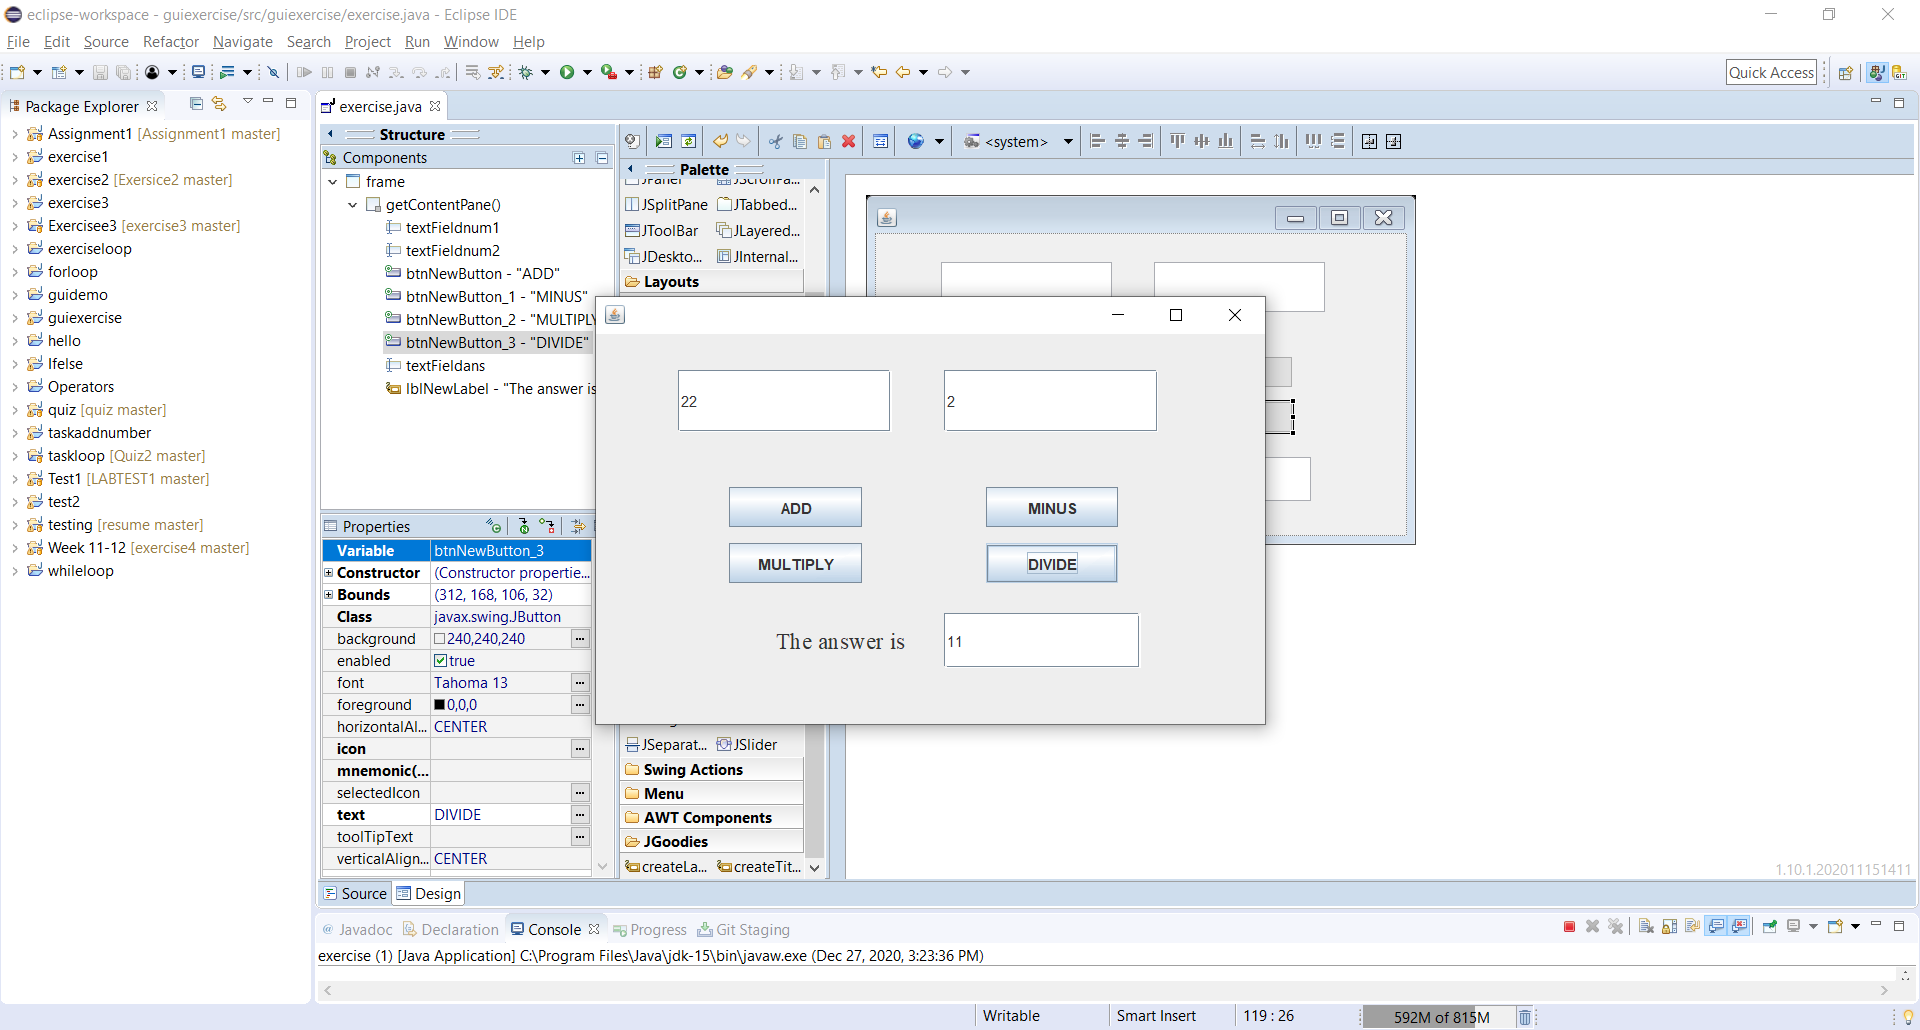 eclipse-workspace - guiexercise/src/guiexercise/exercise.java - Eclipse IDE
File Edit Source Refactor Navigate Search Project Run Window Help
Quick Access
Package Explorer
Assignment1 [Assignment1 master]
exercise1
exercise2 [Exersice2 master]
exercise3
Exercisee3 [exercise3 master]
exerciseloop
forloop
guidemo
guiexercise
hello
Ifelse
Operators
quiz [quiz master]
taskaddnumber
taskloop [Quiz2 master]
Test1 [LABTEST1 master]
test2
testing [resume master]
Week 11-12 [exercise4 master]
whileloop
exercise.java
Structure
Components
frame
getContentPane()
textFieldnum1
textFieldnum2
btnNewButton - "ADD"
btnNewButton_1 - "MINUS"
btnNewButton_2 - "MULTIPLY
btnNewButton_3 - "DIVIDE"
textFieldans
lblNewLabel - "The answer is
Properties
Variable btnNewButton_3
Constructor (Constructor propertie...
Bounds (312, 168, 106, 32)
Class javax.swing.JButton
background 240,240,240
enabled true
font Tahoma 13
foreground 0,0,0
horizontalAl... CENTER
icon
mnemonic(...
selectedIcon
text DIVIDE
toolTipText
verticalAlign... CENTER
<system>
Palette
JPanel JScrollPa...
JSplitPane JTabbed...
JToolBar JLayered...
JDeskto... JInternal...
Layouts
JSeparat... JSlider
Swing Actions
Menu
AWT Components
JGoodies
createLa... createTit...
22 2
ADD MINUS
MULTIPLY DIVIDE
The answer is 11
1.10.1.202011151411
Source Design
@ Javadoc Declaration Console Progress Git Staging
exercise (1) [Java Application] C:\Program Files\Java\jdk-15\bin\javaw.exe (Dec 27, 2020, 3:23:36 PM)
Writable Smart Insert 119 : 26 592M of 815M